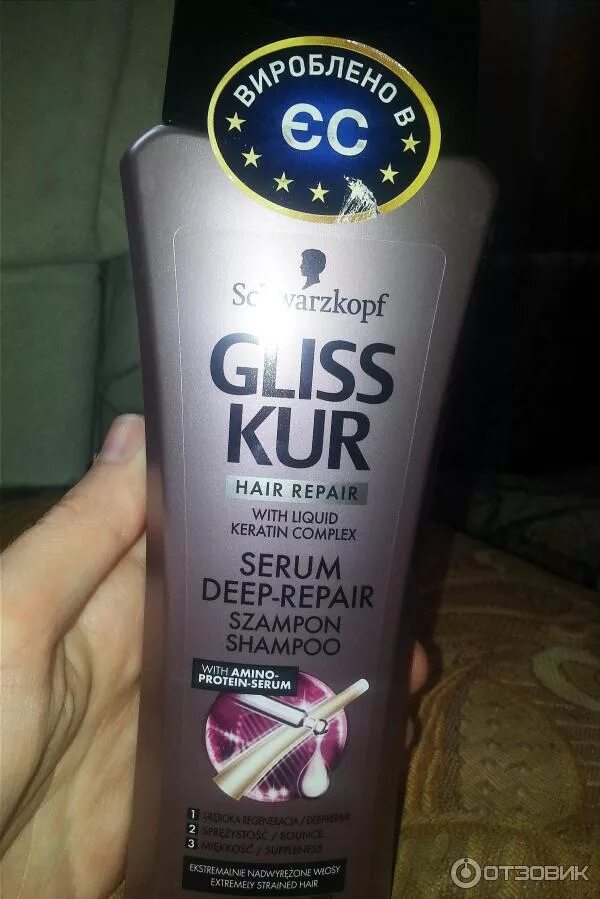 ВИРОБЛЕНО В
ЄС
Schwarzkopf
GLISS
KUR
HAIR REPAIR
WITH LIQUID
KERATIN COMPLEX
SERUM
DEEP-REPAIR
SZAMPON
SHAMPOO
WITH AMINO-
PROTEIN-SERUM
1 GŁĘBOKA REGENERACJA / DEEP-REPAIR
2 SPRĘŻYSTOŚĆ / BOUNCE
3 MIĘKKOŚĆ / SUPPLENESS
EKSTREMALNIE NADWYRĘŻONE WŁOSY
EXTREMELY STRAINED HAIR
ОТЗОВИК